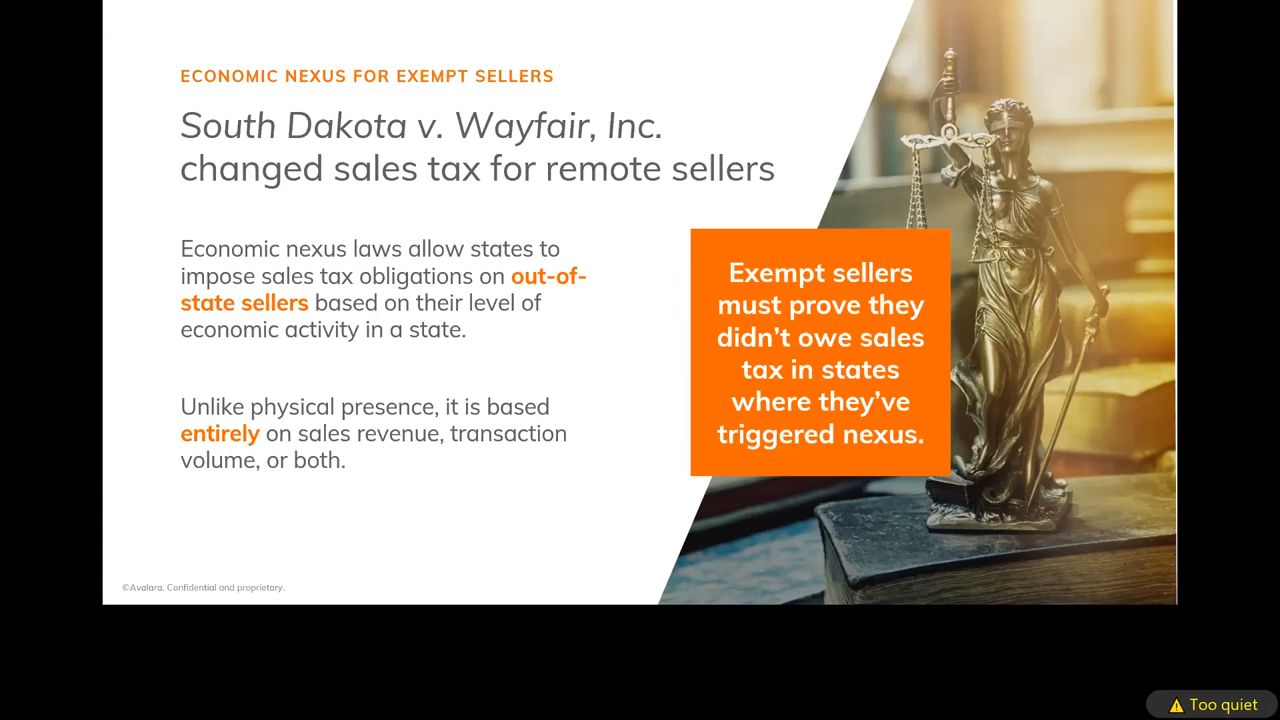 ECONOMIC NEXUS FOR EXEMPT SELLERS
South Dakota v. Wayfair, Inc.
changed sales tax for remote sellers
Economic nexus laws allow states to
impose sales tax obligations on out-of-
state sellers based on their level of
economic activity in a state.
Unlike physical presence, it is based
entirely on sales revenue, transaction
volume, or both.
Exempt sellers
must prove they
didn’t owe sales
tax in states
where they’ve
triggered nexus.
©Avalara. Confidential and proprietary.
Too quiet